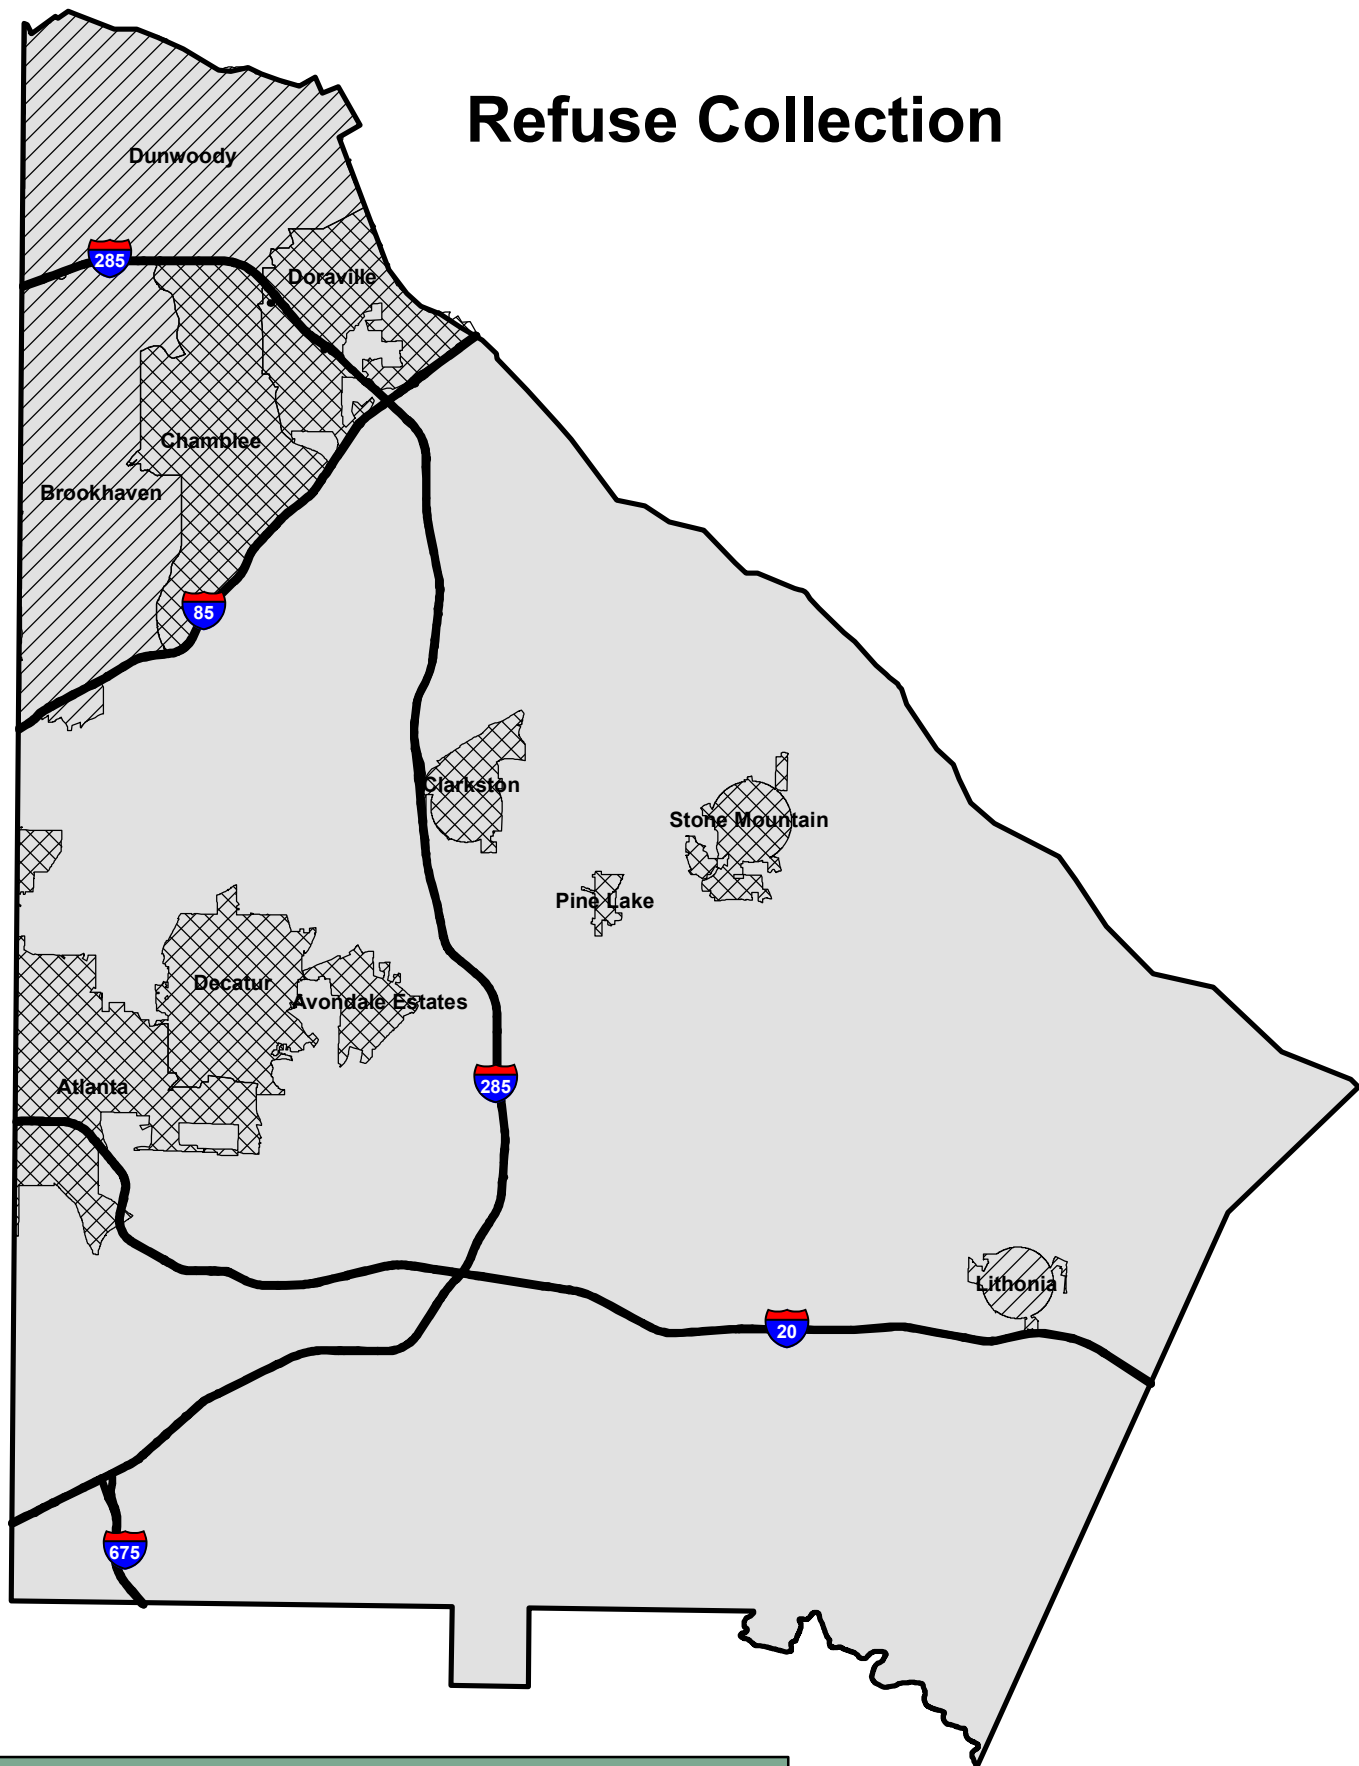 Refuse Collection
Dunwoody
285
Doraville
Chamblee
Brookhaven
85
Clarkston
Stone Mountain
Pine Lake
Decatur
Avondale Estates
Atlanta
285
Lithonia
20
675